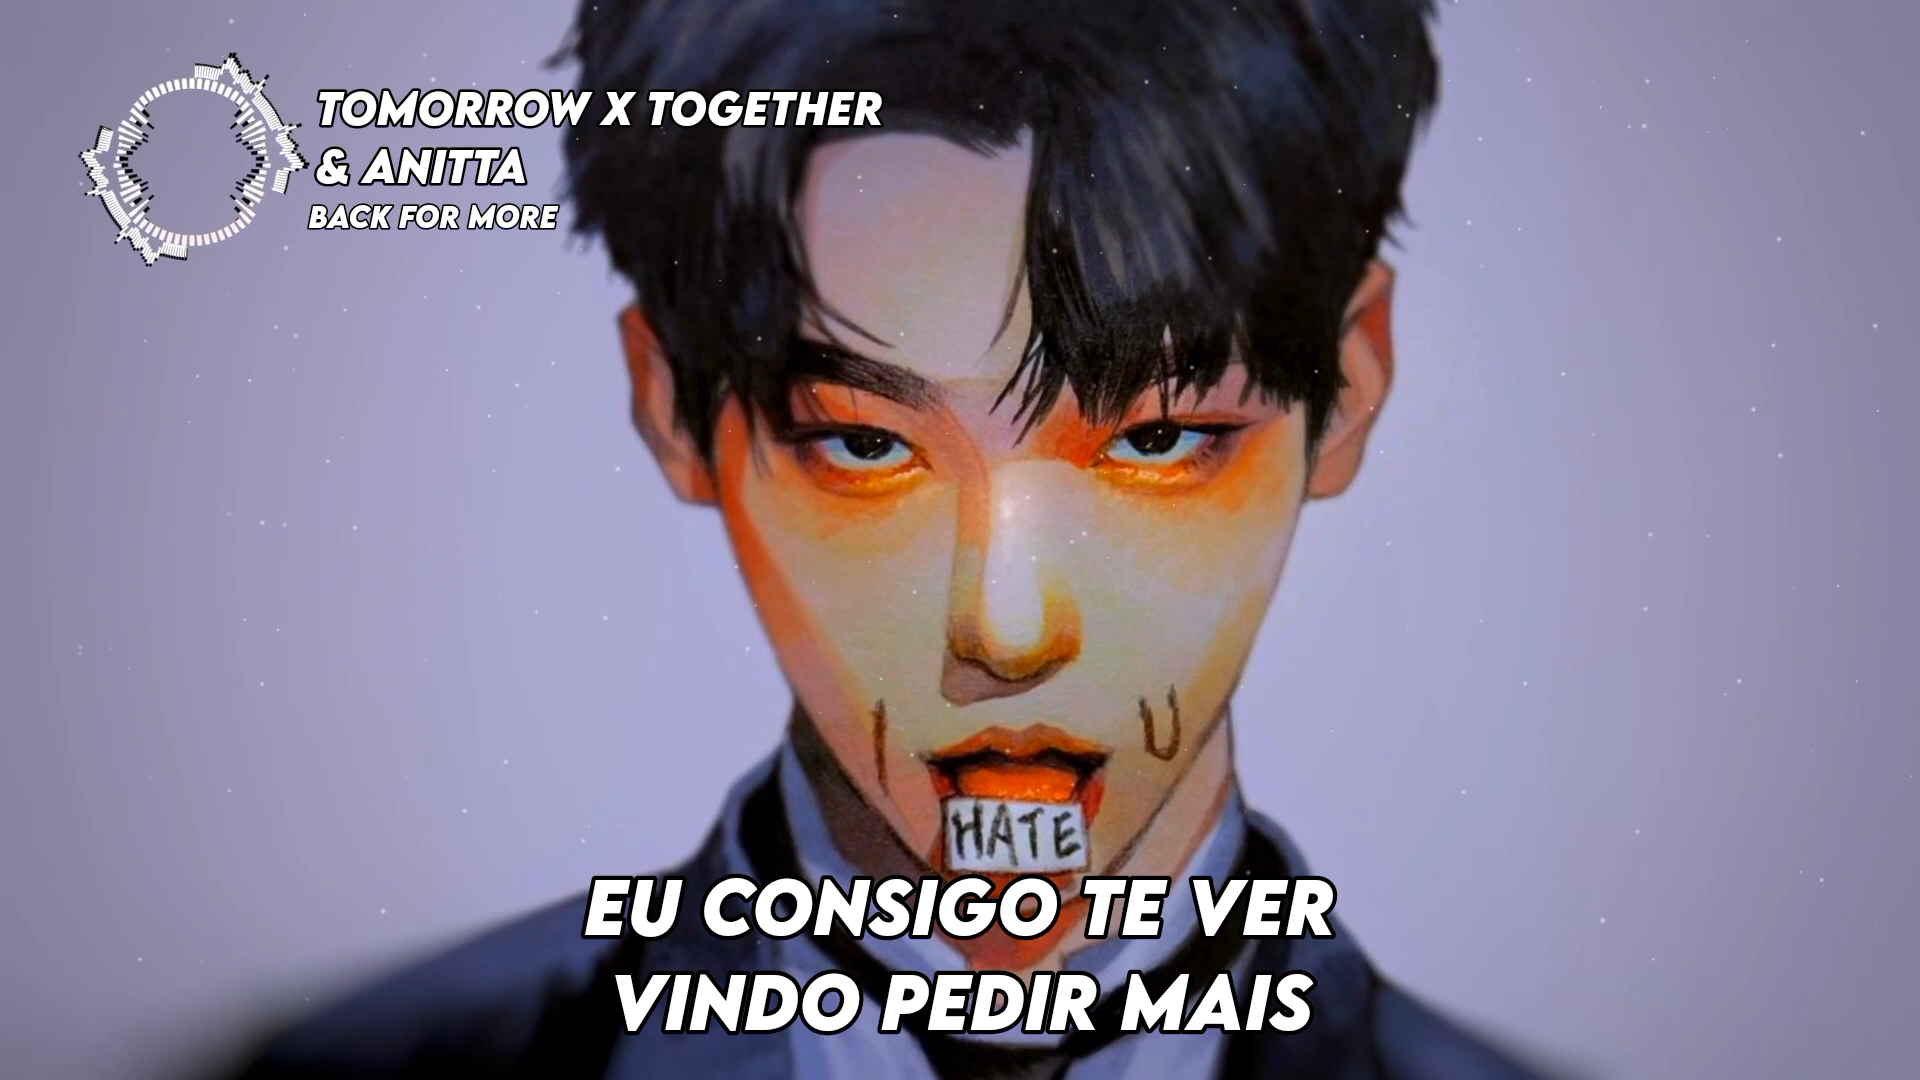 TOMORROW X TOGETHER
& ANITTA
BACK FOR MORE
I
U
HATE
EU CONSIGO TE VER
VINDO PEDIR MAIS